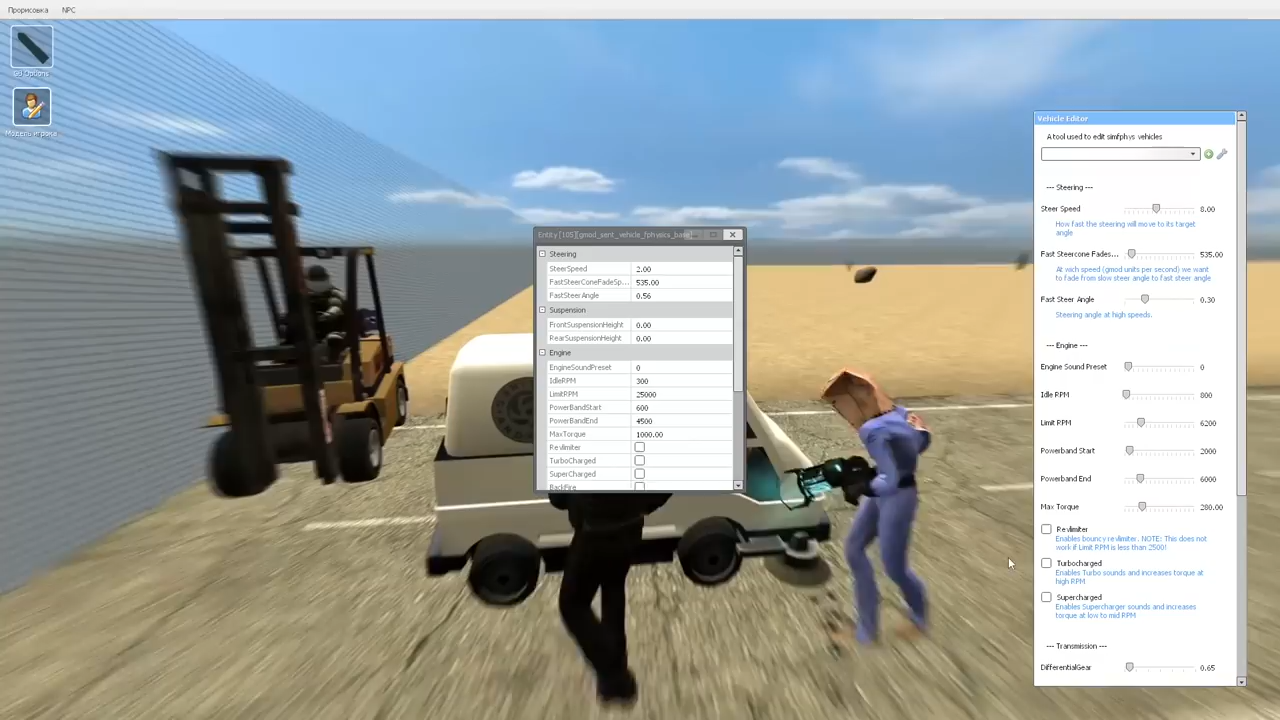 Прорисовка NPC
GU Options
Модель игрока
Entity [105][gmod_sent_vehicle_fphysics_base]
Steering
SteerSpeed 2.00
FastSteerConeFadeSp... 535.00
FastSteerAngle 0.56
Suspension
FrontSuspensionHeight 0.00
RearSuspensionHeight 0.00
Engine
EngineSoundPreset 0
IdleRPM 300
LimitRPM 25000
PowerBandStart 600
PowerBandEnd 4500
MaxTorque 1000.00
Revlimiter
TurboCharged
SuperCharged
BackFire
Vehicle Editor
A tool used to edit simfphys vehicles
--- Steering ---
Steer Speed 8.00
How fast the steering will move to its target
angle
Fast Steercone Fades... 535.00
At wich speed (gmod units per second) we want
to fade from slow steer angle to fast steer angle
Fast Steer Angle 0.30
Steering angle at high speeds.
--- Engine ---
Engine Sound Preset 0
Idle RPM 800
Limit RPM 6200
Powerband Start 2000
Powerband End 6000
Max Torque 280.00
Revlimiter
Enables bouncy revlimiter. NOTE: This does not
work if Limit RPM is less than 2500!
Turbocharged
Enables Turbo sounds and increases torque at
high RPM
Supercharged
Enables Supercharger sounds and increases
torque at low to mid RPM
--- Transmission ---
DifferentialGear 0.65